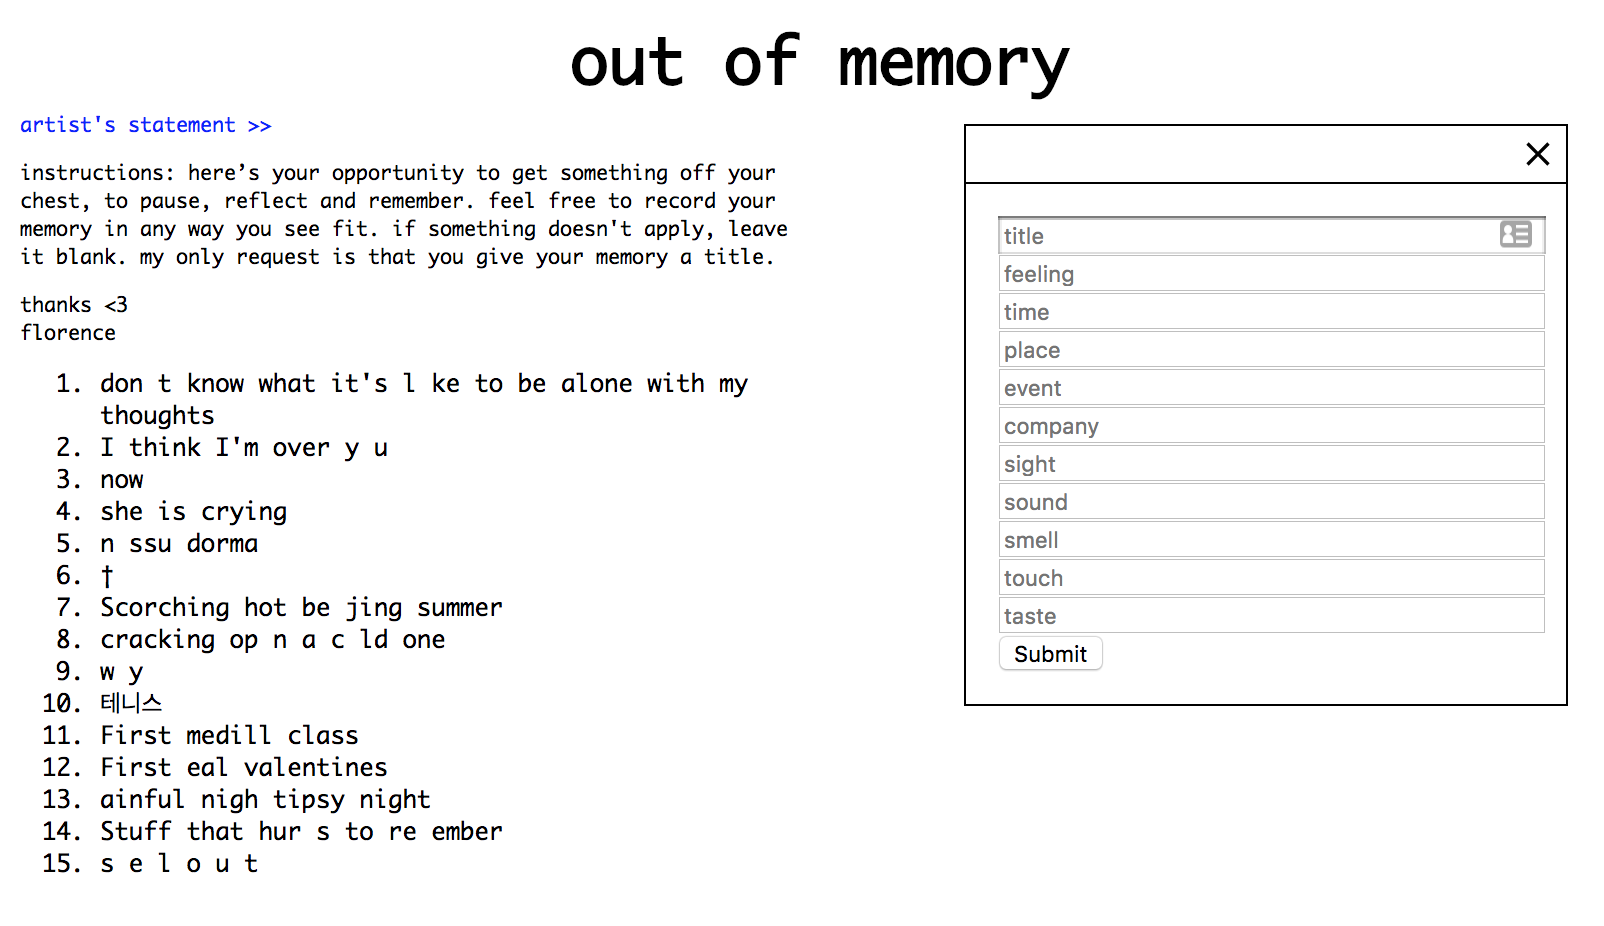 out of memory
artist's statement >>
instructions: here’s your opportunity to get something off your
chest, to pause, reflect and remember. feel free to record your
memory in any way you see fit. if something doesn't apply, leave
it blank. my only request is that you give your memory a title.
thanks <3
florence
1. don t know what it's l ke to be alone with my
thoughts
2. I think I'm over y u
3. now
4. she is crying
5. n ssu dorma
6. †
7. Scorching hot be jing summer
8. cracking op n a c ld one
9. w y
10. 테니스
11. First medill class
12. First eal valentines
13. ainful nigh tipsy night
14. Stuff that hur s to re ember
15. s e l o u t
title
feeling
time
place
event
company
sight
sound
smell
touch
taste
Submit